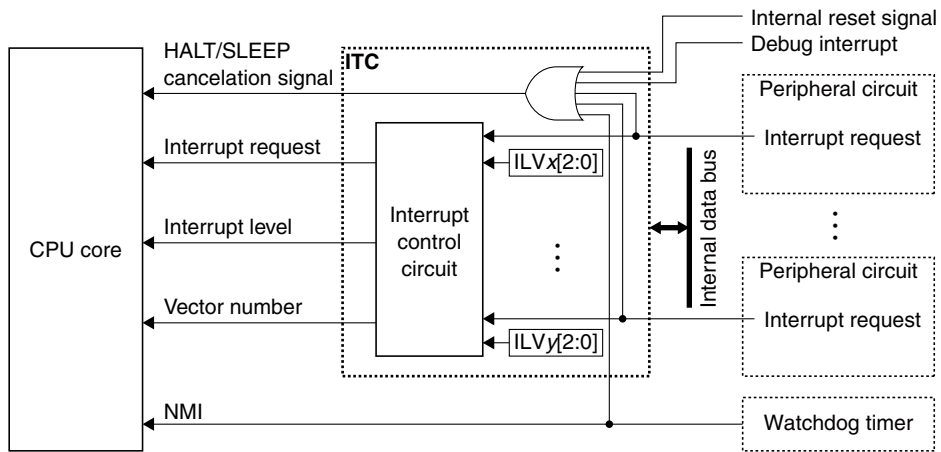 Internal reset signal
Debug interrupt
HALT/SLEEP
cancelation signal
ITC
Peripheral circuit
Interrupt request
Interrupt request
ILVx[2:0]
Interrupt level
Interrupt
control
circuit
CPU core
Internal data bus
Vector number
Peripheral circuit
Interrupt request
ILVy[2:0]
NMI
Watchdog timer